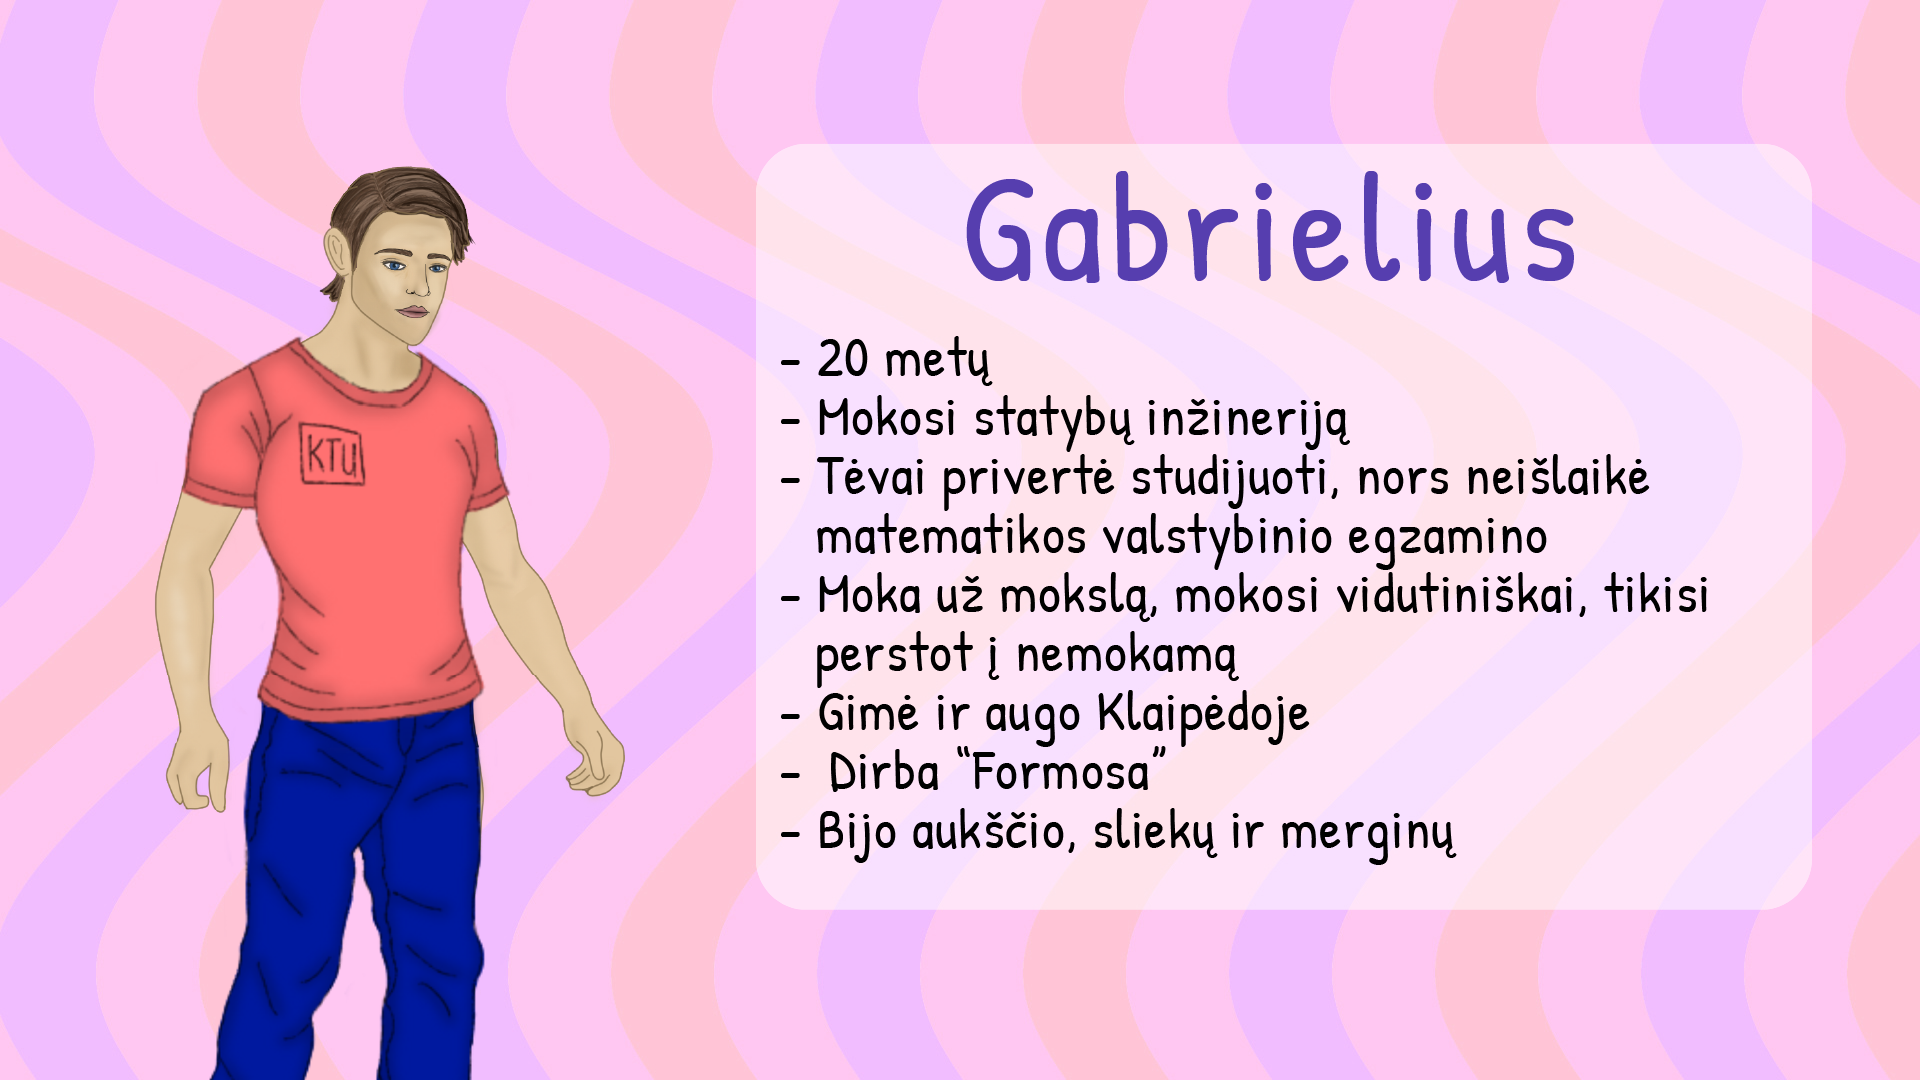 Gabrielius
- 20 metų
- Mokosi statybų inžineriją
- Tėvai privertė studijuoti, nors neišlaikė
matematikos valstybinio egzamino
- Moka už mokslą, mokosi vidutiniškai, tikisi
perstot į nemokamą
- Gimė ir augo Klaipėdoje
- Dirba “Formosa”
- Bijo aukščio, sliekų ir merginų
KTU